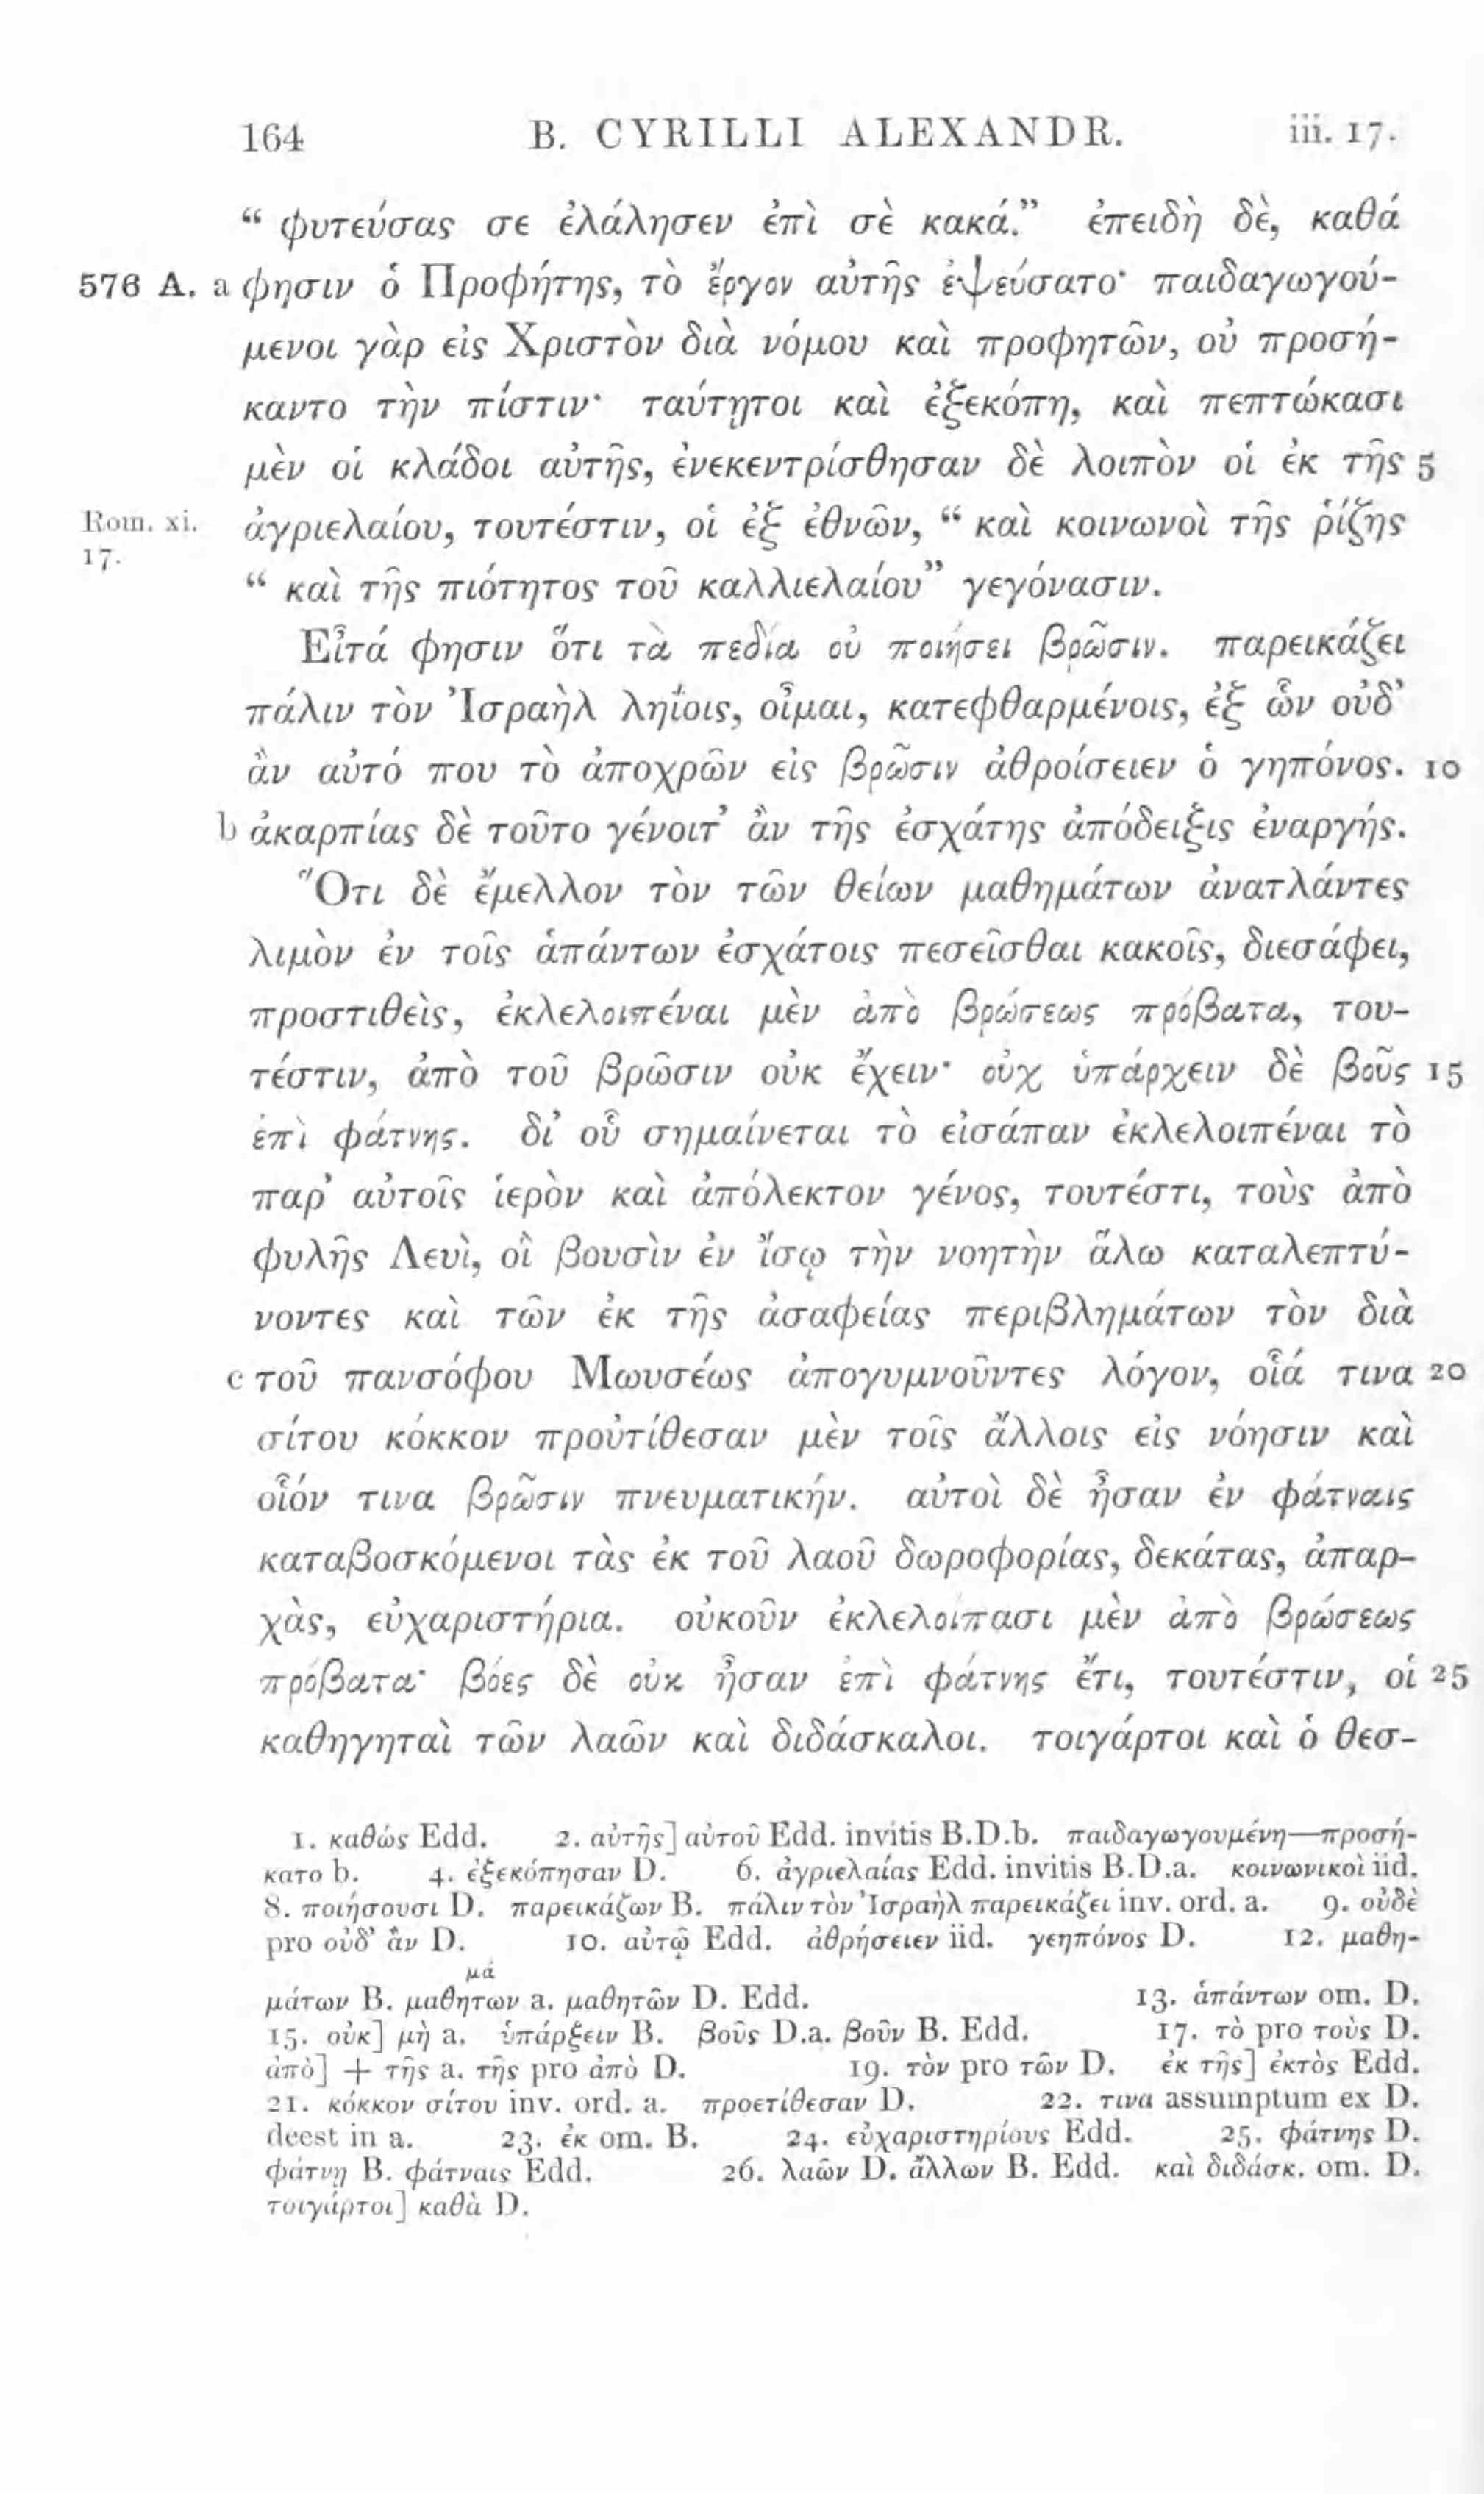 164 B. CYRILLI ALEXANDR. iii. 17.
“ φυτεύσας σε ἐλάλησεν ἐπὶ σὲ κακά.” ἐπειδὴ δὲ, καθά
576 A. a φησιν ὁ Προφήτης, τὸ ἔργον αὐτῆς ἐψεύσατο· παιδαγωγού-
μενοι γὰρ εἰς Χριστὸν διὰ νόμου καὶ προφητῶν, οὐ προσή-
καντο τὴν πίστιν· ταύτῃτοι καὶ ἐξεκόπη, καὶ πεπτώκασι
μὲν οἱ κλάδοι αὐτῆς, ἐνεκεντρίσθησαν δὲ λοιπὸν οἱ ἐκ τῆς 5
Rom. xi. ἀγριελαίου, τουτέστιν, οἱ ἐξ ἐθνῶν, “ καὶ κοινωνοὶ τῆς ῥίζης
17. “ καὶ τῆς πιότητος τοῦ καλλιελαίου” γεγόνασιν.
Εἶτά φησιν ὅτι τὰ πεδία οὐ ποιήσει βρῶσιν. παρεικάζει
πάλιν τὸν Ἰσραὴλ ληΐοις, οἶμαι, κατεφθαρμένοις, ἐξ ὧν οὐδ’
ἂν αὐτό που τὸ ἀποχρῶν εἰς βρῶσιν ἀθροίσειεν ὁ γηπόνος. 10
b ἀκαρπίας δὲ τοῦτο γένοιτ’ ἂν τῆς ἐσχάτης ἀπόδειξις ἐναργής.
Ὅτι δὲ ἔμελλον τὸν τῶν θείων μαθημάτων ἀνατλάντες
λιμὸν ἐν τοῖς ἁπάντων ἐσχάτοις πεσεῖσθαι κακοῖς, διεσάφει,
προστιθεὶς, ἐκλελοιπέναι μὲν ἀπὸ βρώσεως πρόβατα, του-
τέστιν, ἀπὸ τοῦ βρῶσιν οὐκ ἔχειν· οὐχ ὑπάρχειν δὲ βοῦς 15
ἐπὶ φάτνης. δι’ οὗ σημαίνεται τὸ εἰσάπαν ἐκλελοιπέναι τὸ
παρ’ αὐτοῖς ἱερὸν καὶ ἀπόλεκτον γένος, τουτέστι, τοὺς ἀπὸ
φυλῆς Λευὶ, οἳ βουσὶν ἐν ἴσῳ τὴν νοητὴν ἅλω καταλεπτύ-
νοντες καὶ τῶν ἐκ τῆς ἀσαφείας περιβλημάτων τὸν διὰ
c τοῦ πανσόφου Μωυσέως ἀπογυμνοῦντες λόγον, οἷά τινα 20
σίτου κόκκον προὐτίθεσαν μὲν τοῖς ἄλλοις εἰς νόησιν καὶ
οἷόν τινα βρῶσιν πνευματικήν. αὐτοὶ δὲ ἦσαν ἐν φάτναις
καταβοσκόμενοι τὰς ἐκ τοῦ λαοῦ δωροφορίας, δεκάτας, ἀπαρ-
χὰς, εὐχαριστήρια. οὐκοῦν ἐκλελοίπασι μὲν ἀπὸ βρώσεως
πρόβατα· βόες δὲ οὐκ ἦσαν ἐπὶ φάτνης ἔτι, τουτέστιν, οἱ 25
καθηγηταὶ τῶν λαῶν καὶ διδάσκαλοι. τοιγάρτοι καὶ ὁ θεσ-
1. καθώς Edd. 2. αὐτῆς] αὐτοῦ Edd. invitis B.D.b. παιδαγωγουμένη—προσή-
κατο b. 4. ἐξεκόπησαν D. 6. ἀγριελαίας Edd. invitis B.D.a. κοινωνικοὶ iid.
8. ποιήσουσι D. παρεικάζων B. πάλιν τὸν Ἰσραὴλ παρεικάζει inv. ord. a. 9. οὐδὲ
pro οὐδ’ ἂν D. 10. αὐτῷ Edd. ἀθρήσειεν iid. γεηπόνος D. 12. μαθη-
μά
μάτων B. μαθητων a. μαθητῶν D. Edd. 13. ἁπάντων om. D.
15. οὐκ] μὴ a. ὑπάρξειν B. βοῦς D.a. βοῦν B. Edd. 17. τὸ pro τοὺς D.
ἀπὸ] + τῆς a. τῆς pro ἀπὸ D. 19. τὸν pro τῶν D. ἐκ τῆς] ἐκτὸς Edd.
21. κόκκον σίτου inv. ord. a. προετίθεσαν D. 22. τινα assumptum ex D.
deest in a. 23. ἐκ om. B. 24. εὐχαριστηρίους Edd. 25. φάτνης D.
φάτνῃ B. φάτναις Edd. 26. λαῶν D. ἄλλων B. Edd. καὶ διδάσκ. om. D.
τοιγάρτοι] καθὰ D.